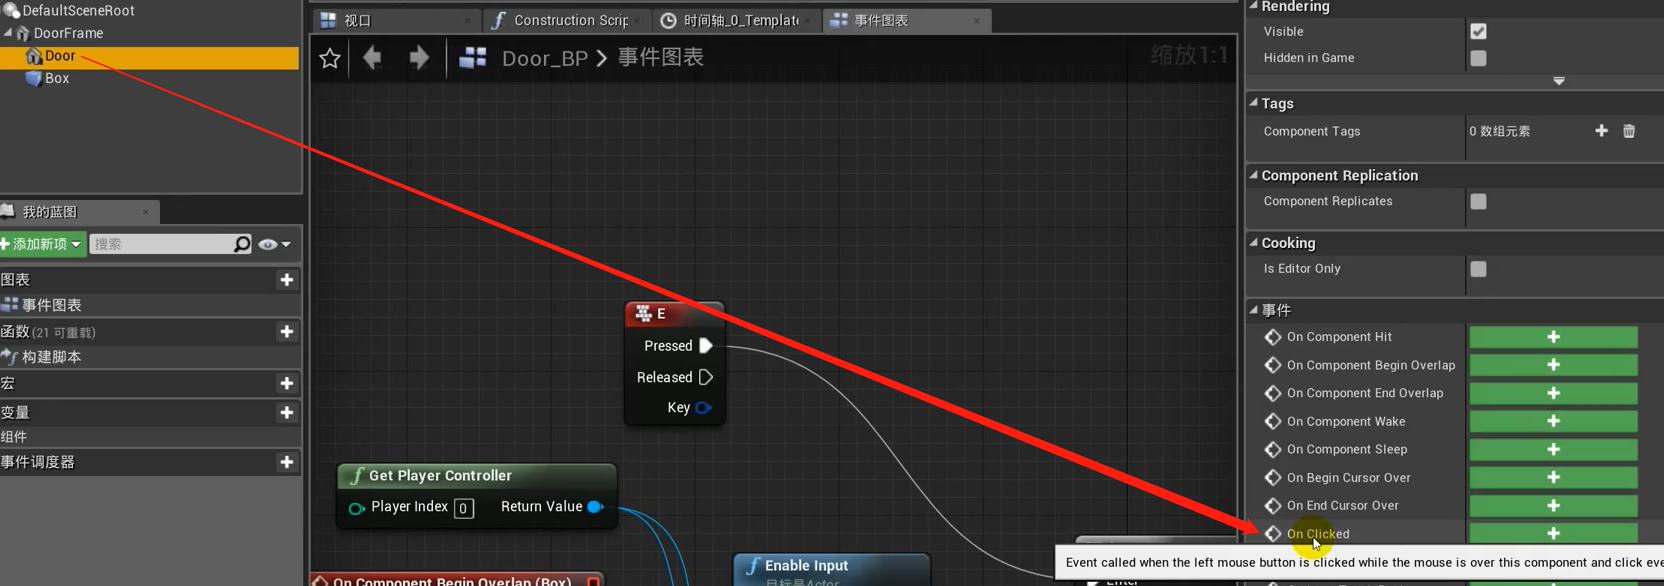 DefaultSceneRoot
DoorFrame
Door
Box
我的蓝图
添加新项
搜索
图表
事件图表
函数 (21 可重载)
构建脚本
宏
变量
组件
事件调度器
视口
Construction Scrip
时间轴_0_Templat
事件图表
Door_BP > 事件图表
缩放1:1
E
Pressed
Released
Key
f Get Player Controller
Player Index 0
Return Value
On Component Begin Overlap (Box)
f Enable Input
目标是Actor
Rendering
Visible
Hidden in Game
Tags
Component Tags
0 数组元素
Component Replication
Component Replicates
Cooking
Is Editor Only
事件
On Component Hit
On Component Begin Overlap
On Component End Overlap
On Component Wake
On Component Sleep
On Begin Cursor Over
On End Cursor Over
On Clicked
Event called when the left mouse button is clicked while the mouse is over this component and click eve
Enter